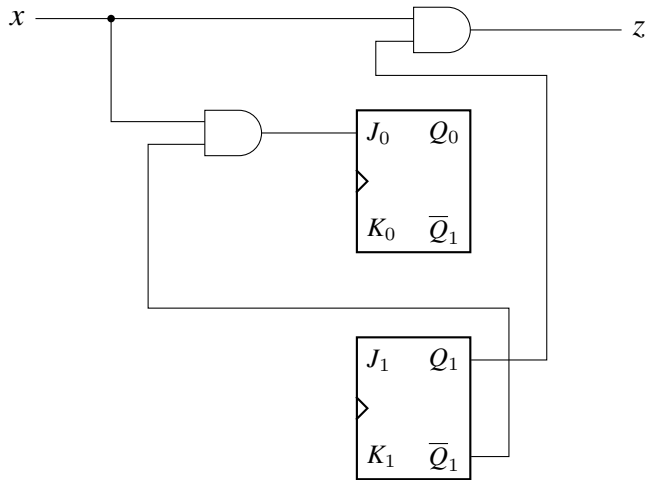 x
z
J₀ Q₀
K₀ Q̅₁
J₁ Q₁
K₁ Q̅₁